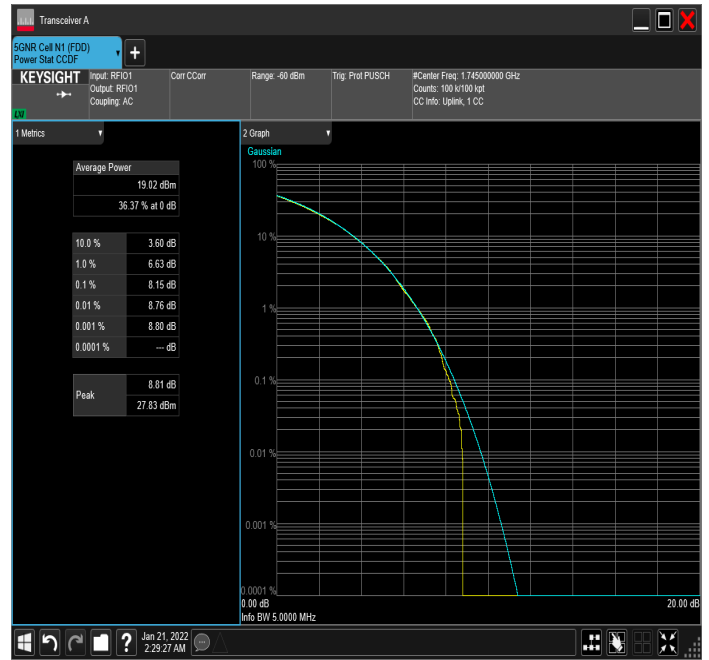 Transceiver A
5GNR Cell N1 (FDD)
Power Stat CCDF
KEYSIGHT
Input: RFIO1
Output: RFIO1
Coupling: AC
Corr CCorr
Range: -60 dBm
Trig: Prot PUSCH
#Center Freq: 1.745000000 GHz
Counts: 100 k/100 kpt
CC Info: Uplink, 1 CC
LXI
1 Metrics
Average Power
19.02 dBm
36.37 % at 0 dB
10.0 % 3.60 dB
1.0 % 6.63 dB
0.1 % 8.15 dB
0.01 % 8.76 dB
0.001 % 8.80 dB
0.0001 % --- dB
Peak
8.81 dB
27.83 dBm
2 Graph
Gaussian
100 %
10 %
1 %
0.1 %
0.01 %
0.001 %
0.0001 %
0.00 dB
20.00 dB
Info BW 5.0000 MHz
?
Jan 21, 2022
2:29:27 AM